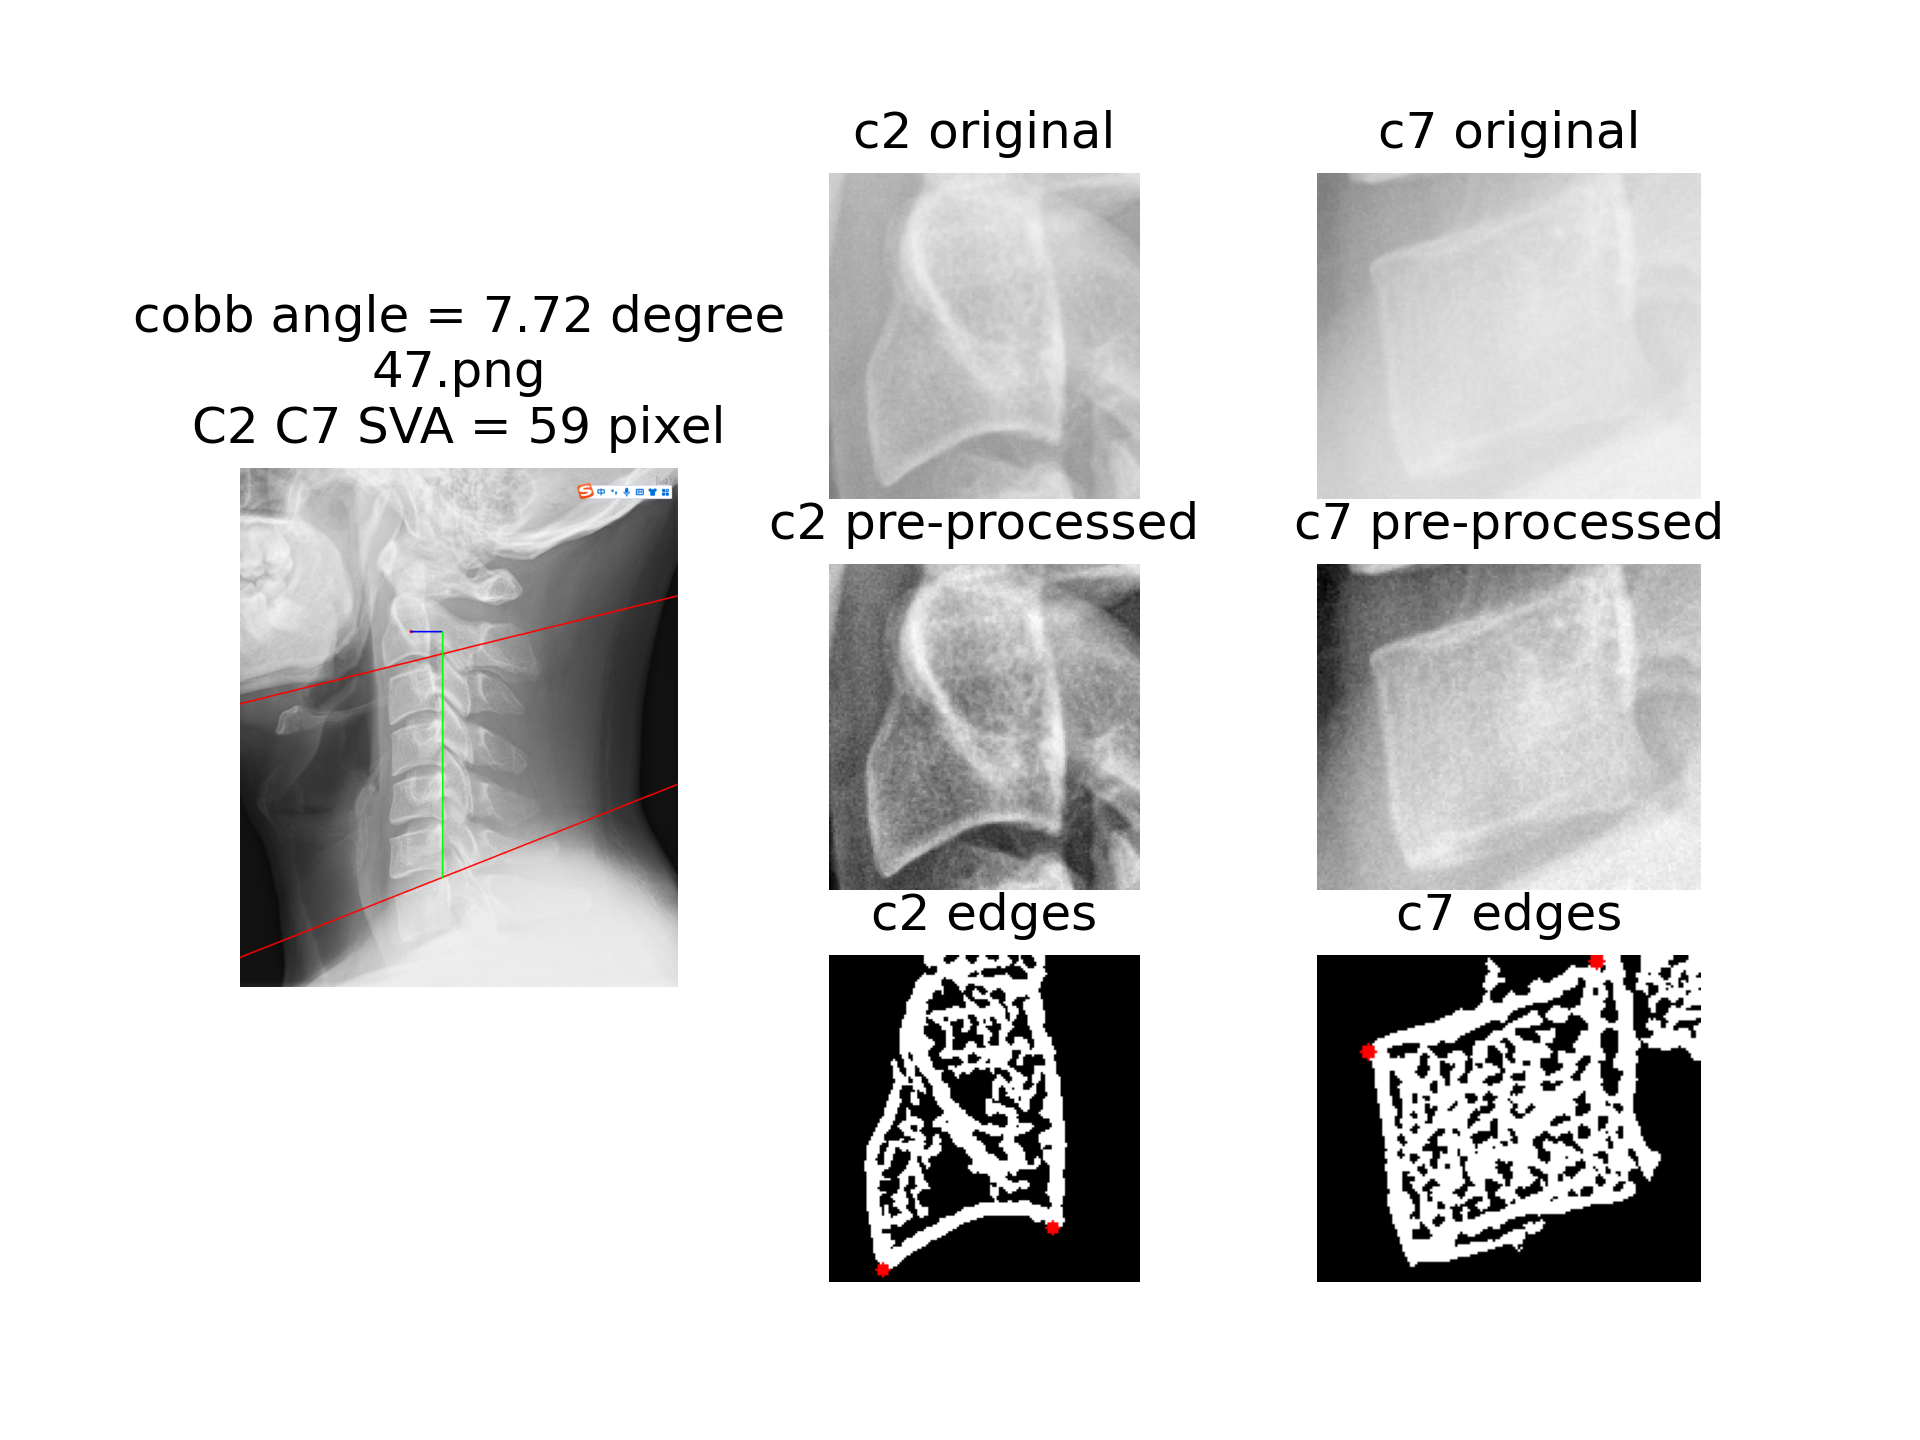 cobb angle = 7.72 degree
47.png
C2 C7 SVA = 59 pixel
中
c2 original
c7 original
c2 pre-processed
c7 pre-processed
c2 edges
c7 edges